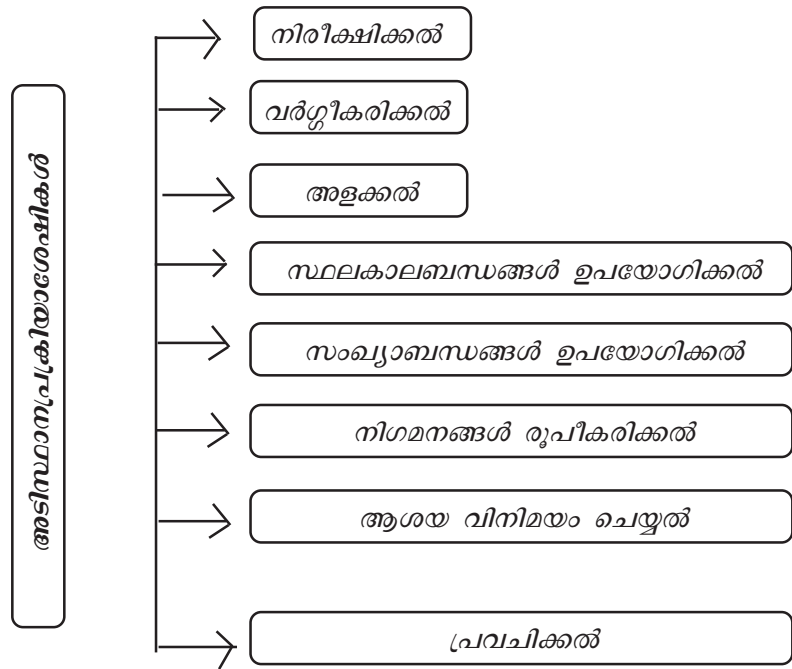 അടിസ്ഥാനപ്രക്രിയാശേഷികൾ
നിരീക്ഷിക്കൽ
വർഗ്ഗീകരിക്കൽ
അളക്കൽ
സ്ഥലകാലബന്ധങ്ങൾ ഉപയോഗിക്കൽ
സംഖ്യാബന്ധങ്ങൾ ഉപയോഗിക്കൽ
നിഗമനങ്ങൾ രൂപീകരിക്കൽ
ആശയ വിനിമയം ചെയ്യൽ
പ്രവചിക്കൽ